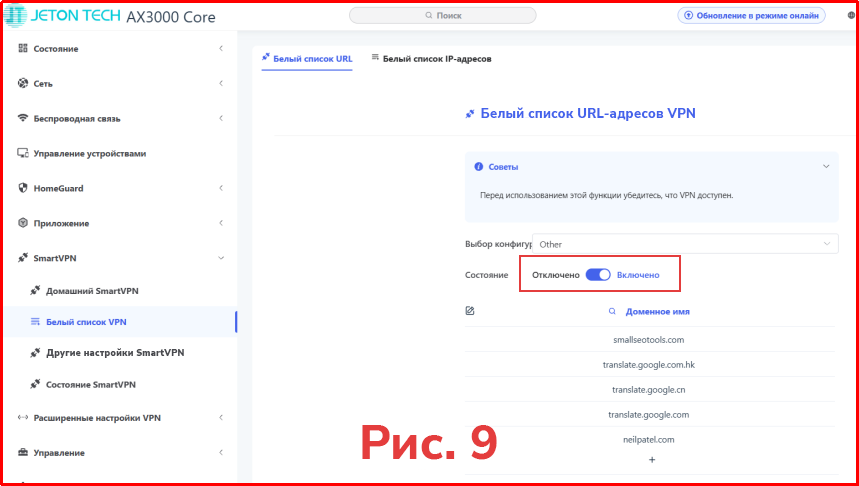 JETON TECH AX3000 Core
Поиск
Обновление в режиме онлайн
Состояние
Сеть
Беспроводная связь
Управление устройствами
HomeGuard
Приложение
SmartVPN
Домашний SmartVPN
Белый список VPN
Другие настройки SmartVPN
Состояние SmartVPN
Расширенные настройки VPN
Управление
Белый список URL
Белый список IP-адресов
Белый список URL-адресов VPN
Советы
Перед использованием этой функции убедитесь, что VPN доступен.
Выбор конфигур Other
Состояние Отключено Включено
Доменное имя
smallseotools.com
translate.google.com.hk
translate.google.cn
translate.google.com
neilpatel.com
+
Рис. 9